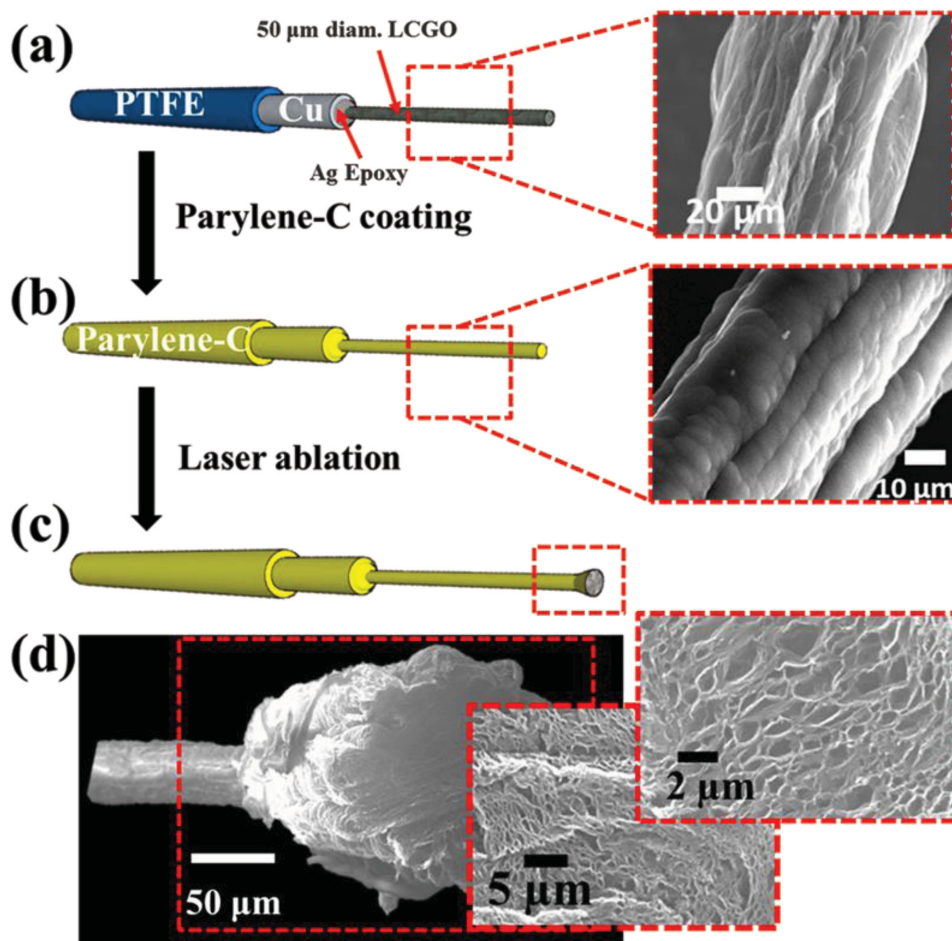 (a)
50 µm diam. LCGO
PTFE
Cu
Ag Epoxy
20 µm
Parylene-C coating
(b)
Parylene-C
10 µm
Laser ablation
(c)
(d)
50 µm
5 µm
2 µm